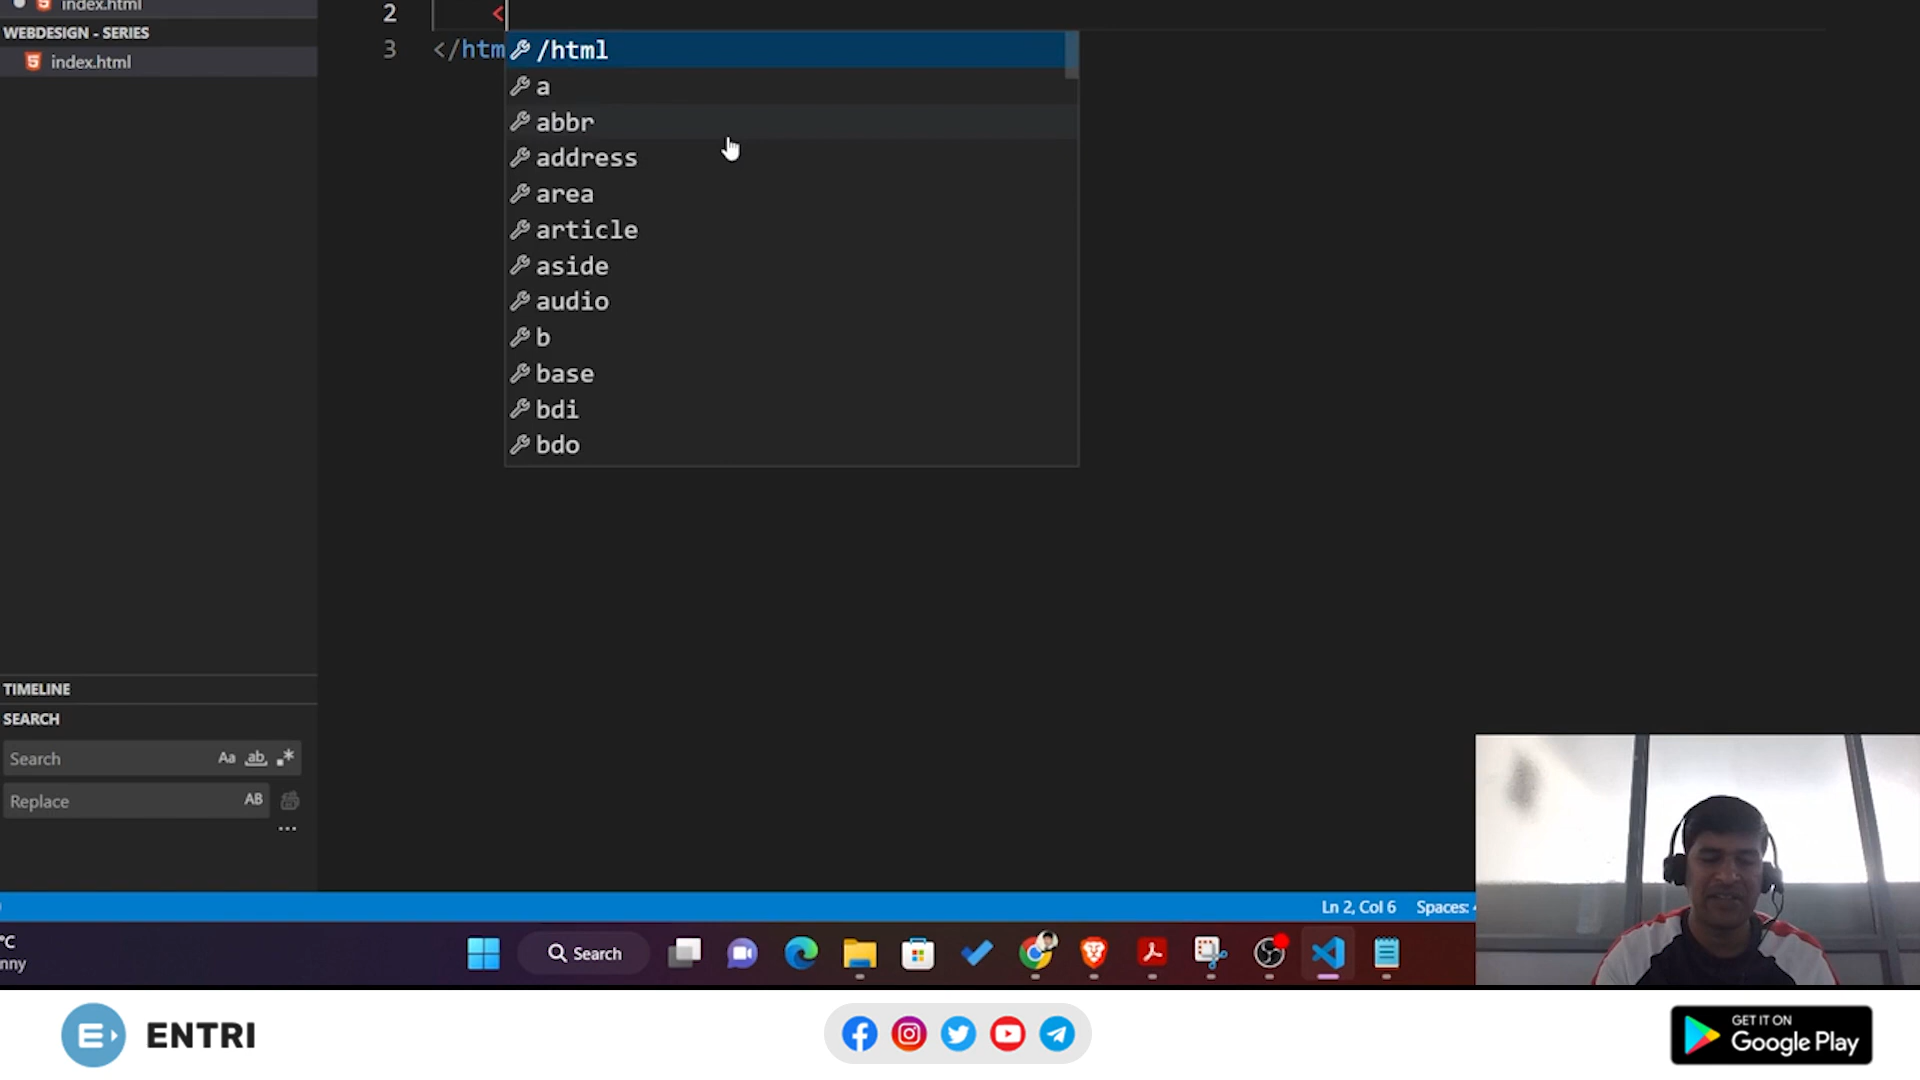 index.html
2 <
WEBDESIGN - SERIES
3 </htm
index.html
/html
a
abbr
address
area
article
aside
audio
b
base
bdi
bdo
TIMELINE
SEARCH
Search Aa ab .*
Replace AB
...
Ln 2, Col 6 Spaces:
°C
nny
Search
ENTRI
GET IT ON
Google Play